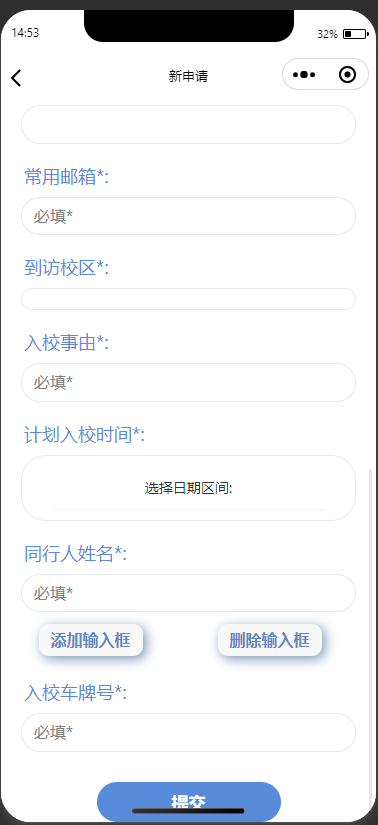 14:53
32%
新申请
常用邮箱*:
必填*
到访校区*:
入校事由*:
必填*
计划入校时间*:
选择日期区间:
同行人姓名*:
必填*
添加输入框
删除输入框
入校车牌号*:
必填*
提交